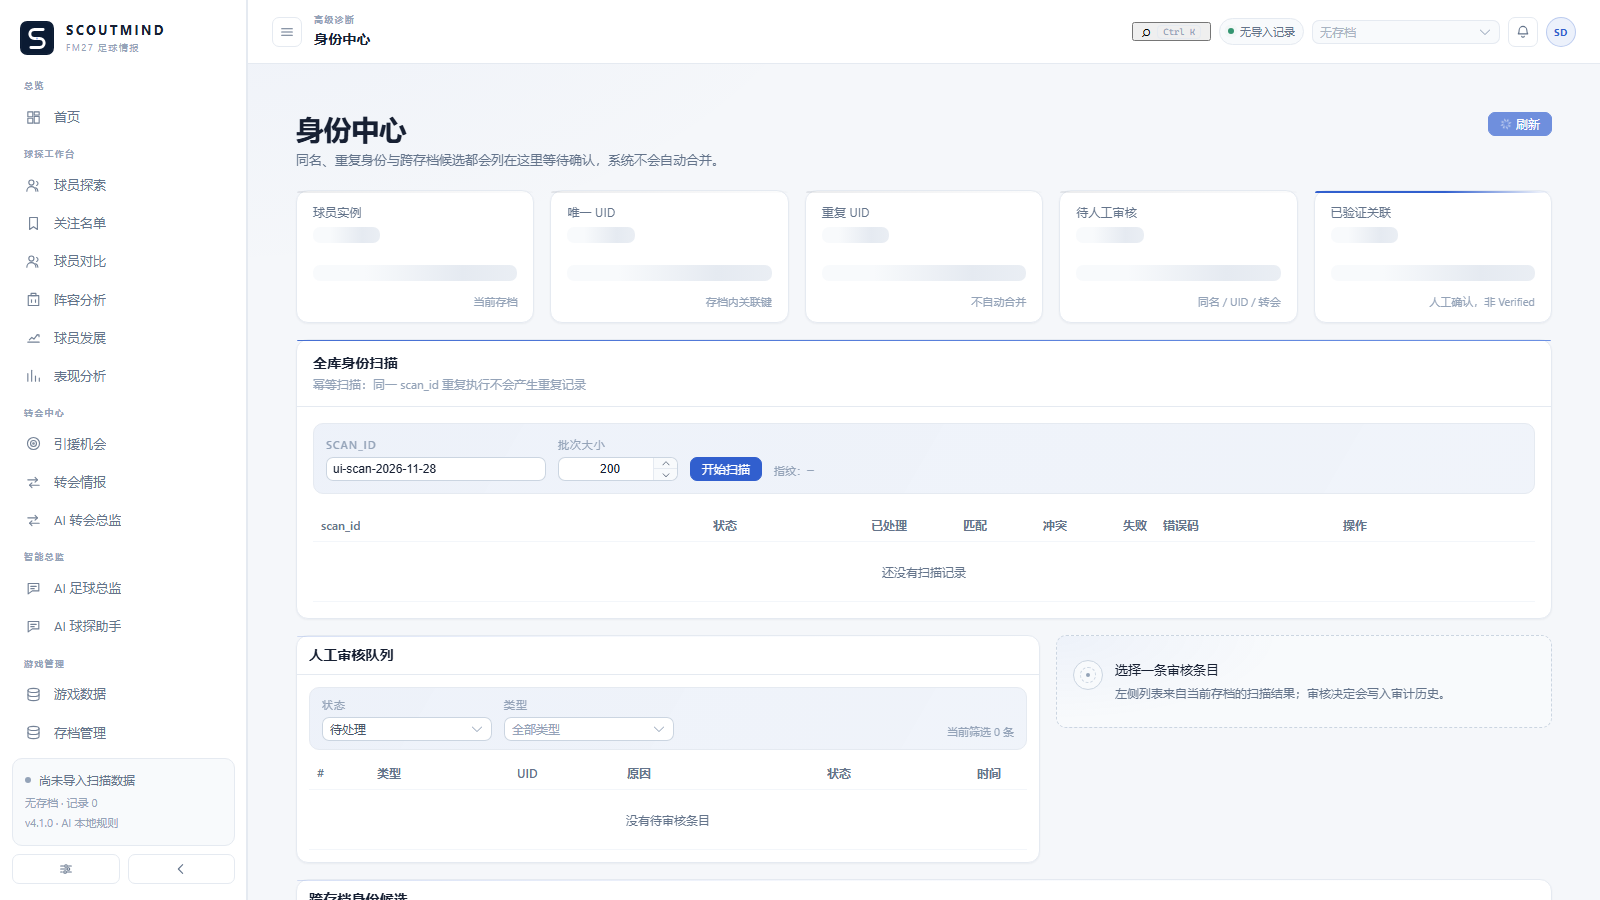 SCOUTMIND
FM27 足球情报
总览
首页
球探工作台
球员探索
关注名单
球员对比
阵容分析
球员发展
表现分析
转会中心
引援机会
转会情报
AI 转会总监
智能总监
AI 足球总监
AI 球探助手
游戏管理
游戏数据
存档管理
尚未导入扫描数据
无存档 · 记录 0
v4.1.0 · AI 本地规则
高级诊断
身份中心
Ctrl K
无导入记录
无存档
SD
身份中心
同名、重复身份与跨存档候选都会列在这里等待确认，系统不会自动合并。
刷新
球员实例
当前存档
唯一 UID
存档内关联键
重复 UID
不自动合并
待人工审核
同名 / UID / 转会
已验证关联
人工确认，非 Verified
全库身份扫描
幂等扫描：同一 scan_id 重复执行不会产生重复记录
SCAN_ID
批次大小
ui-scan-2026-11-28
200
开始扫描
指纹：—
scan_id 状态 已处理 匹配 冲突 失败 错误码 操作
还没有扫描记录
人工审核队列
状态
类型
待处理
全部类型
当前筛选 0 条
# 类型 UID 原因 状态 时间
没有待审核条目
选择一条审核条目
左侧列表来自当前存档的扫描结果；审核决定会写入审计历史。
跨存档身份候选